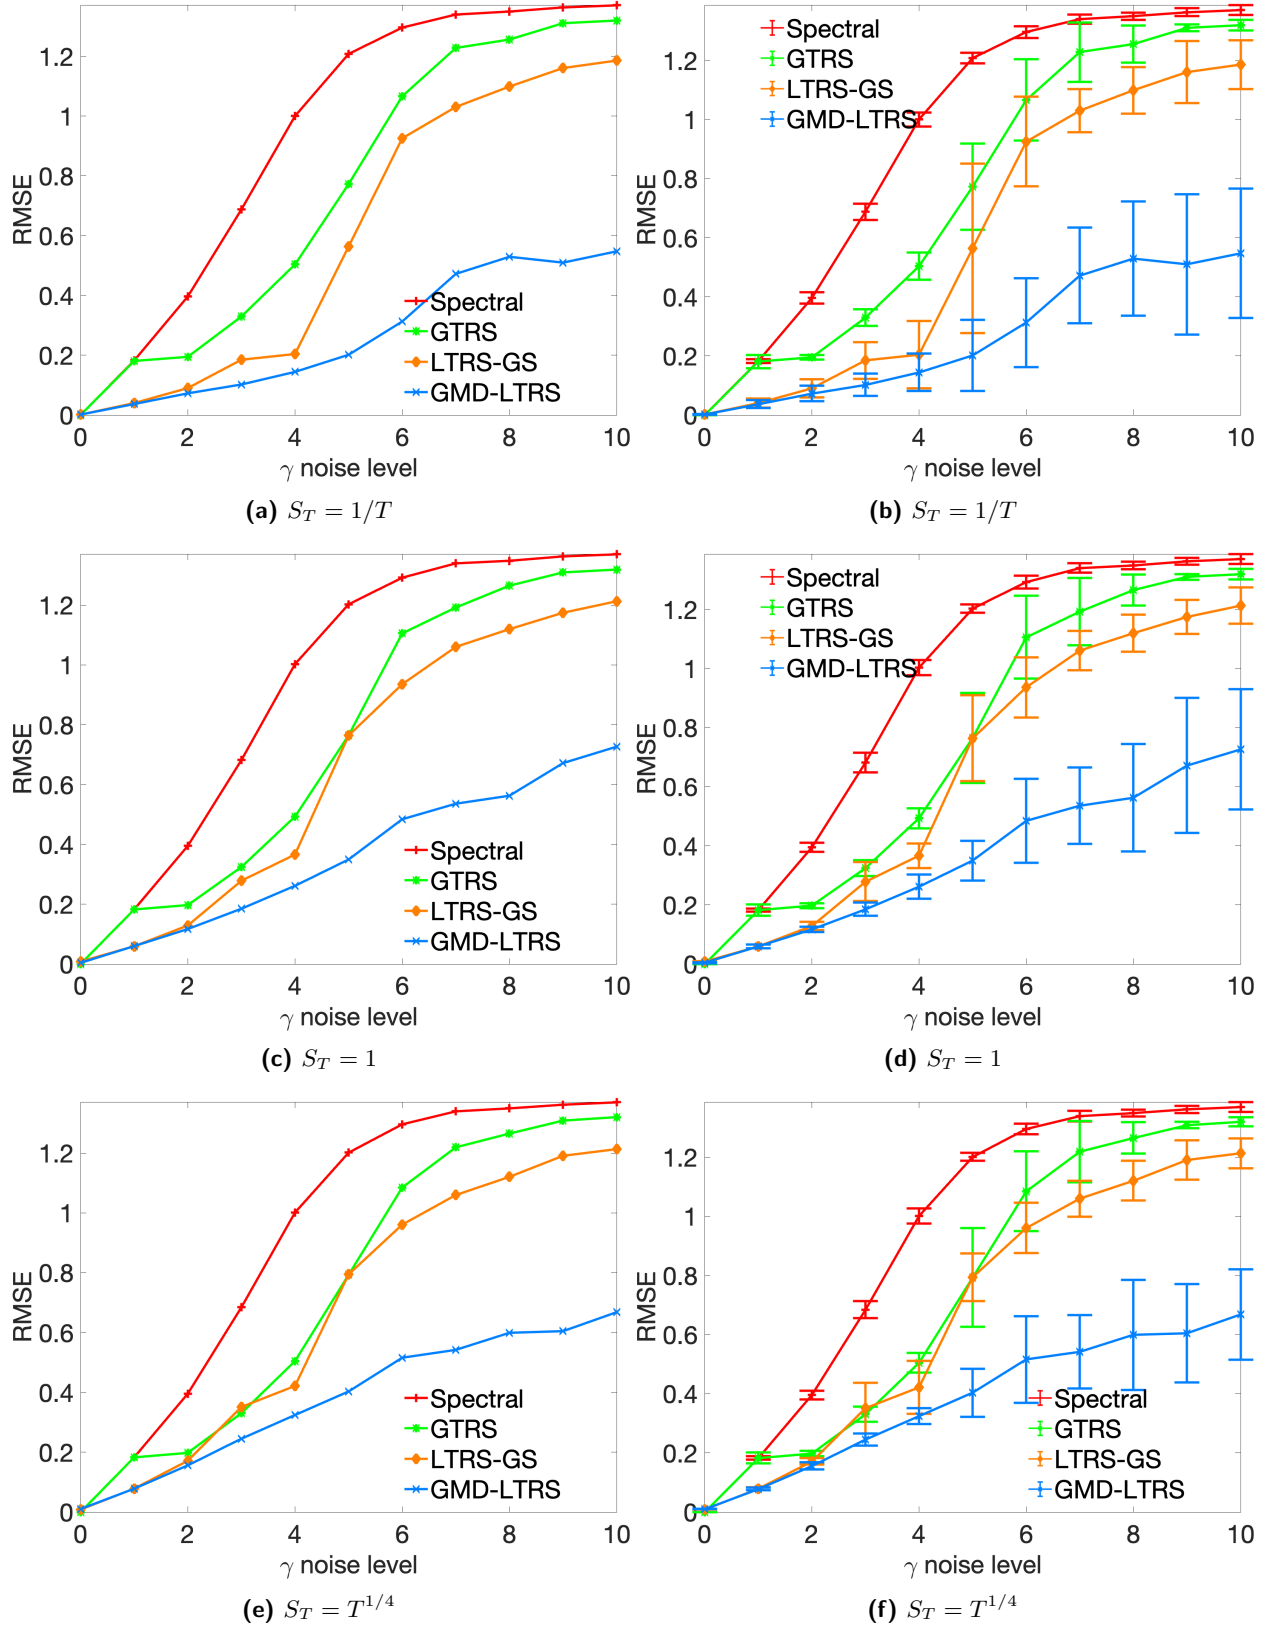 RMSE
1.2
1
0.8
0.6
0.4
0.2
0
Spectral
GTRS
LTRS-GS
GMD-LTRS
0 2 4 6 8 10
γ noise level
(a) S_T = 1/T
RMSE
1.2
1
0.8
0.6
0.4
0.2
0
Spectral
GTRS
LTRS-GS
GMD-LTRS
0 2 4 6 8 10
γ noise level
(b) S_T = 1/T
RMSE
1.2
1
0.8
0.6
0.4
0.2
0
Spectral
GTRS
LTRS-GS
GMD-LTRS
0 2 4 6 8 10
γ noise level
(c) S_T = 1
RMSE
1.2
1
0.8
0.6
0.4
0.2
0
Spectral
GTRS
LTRS-GS
GMD-LTRS
0 2 4 6 8 10
γ noise level
(d) S_T = 1
RMSE
1.2
1
0.8
0.6
0.4
0.2
0
Spectral
GTRS
LTRS-GS
GMD-LTRS
0 2 4 6 8 10
γ noise level
(e) S_T = T^{1/4}
RMSE
1.2
1
0.8
0.6
0.4
0.2
0
Spectral
GTRS
LTRS-GS
GMD-LTRS
0 2 4 6 8 10
γ noise level
(f) S_T = T^{1/4}